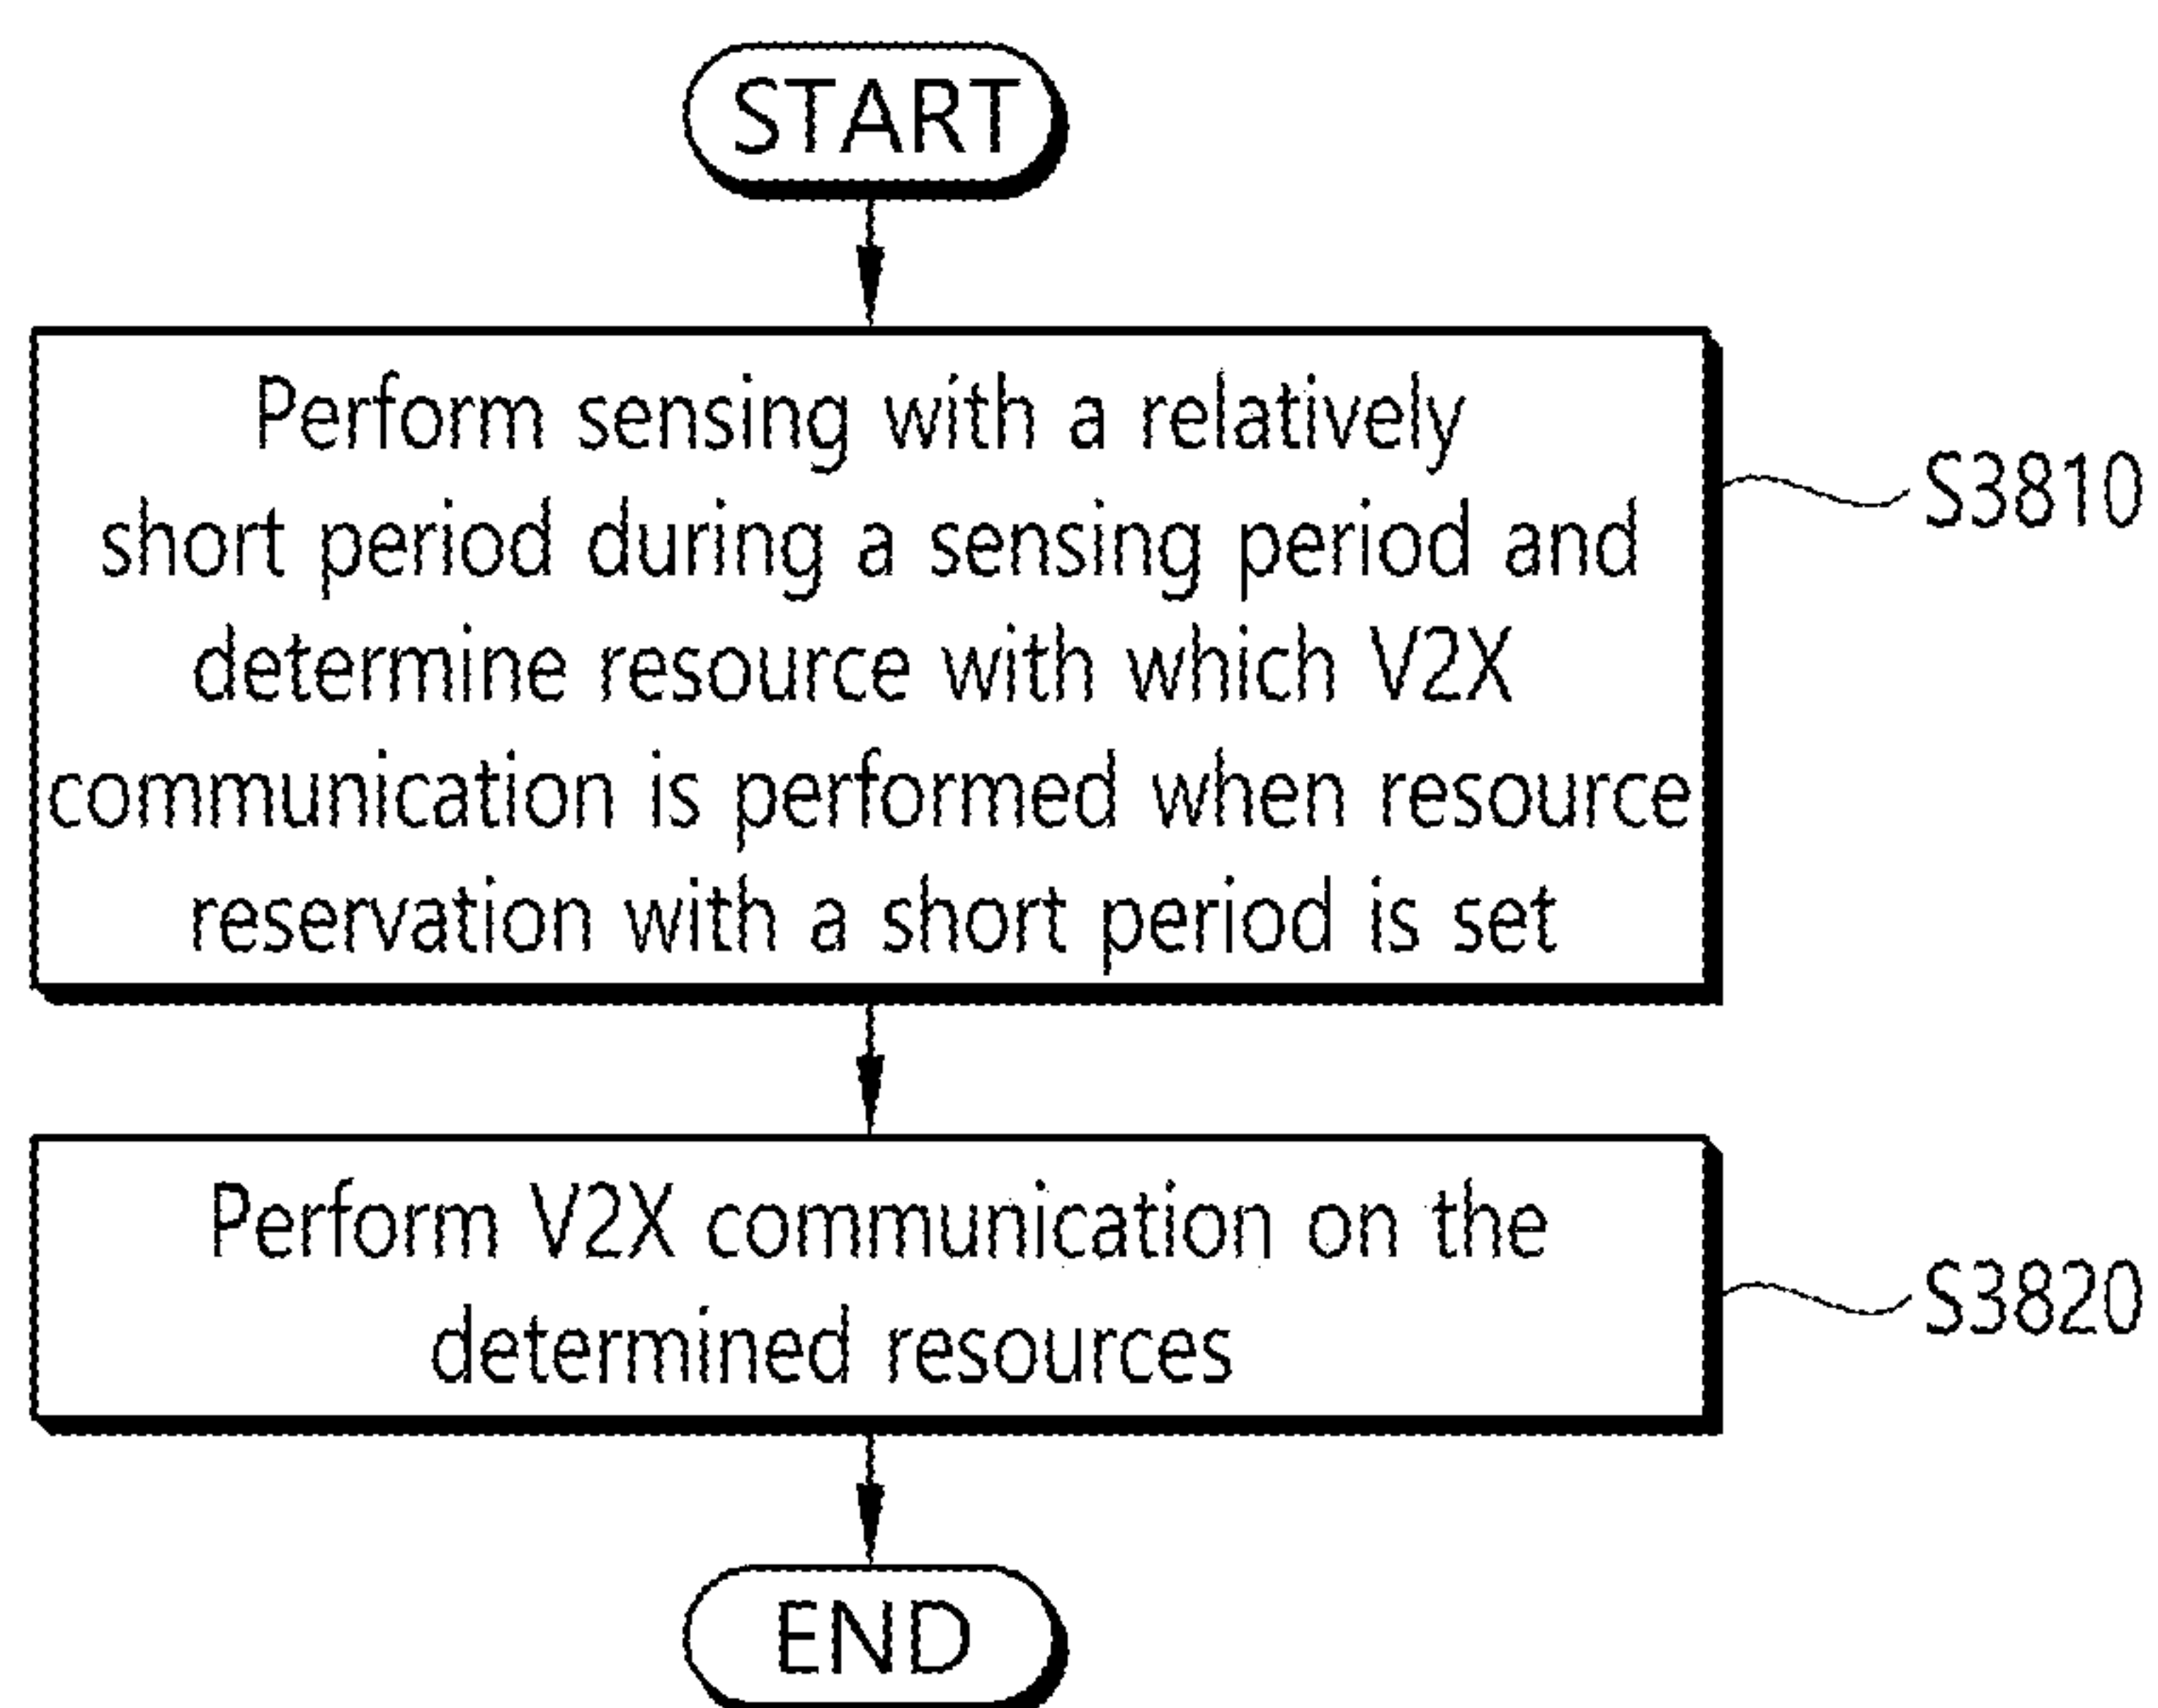 START
Perform sensing with a relatively
short period during a sensing period and
determine resource with which V2X
communication is performed when resource
reservation with a short period is set
S3810
Perform V2X communication on the
determined resources
S3820
END